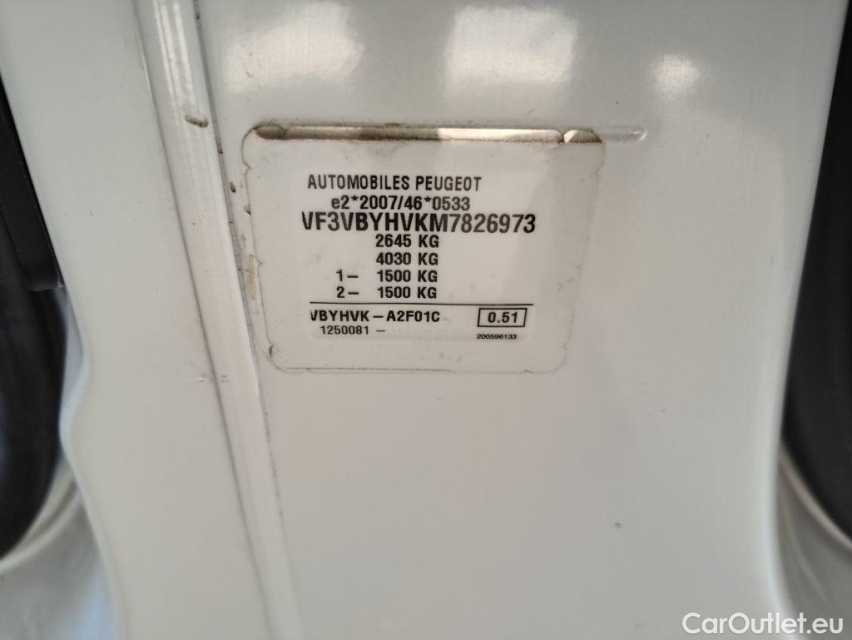 AUTOMOBILES PEUGEOT
e2*2007/46*0533
VF3VBYHVKM7826973
2645 KG
4030 KG
1- 1500 KG
2- 1500 KG
VBYHVK-A2F01C 0.51
1250081 - 200596133
CarOutlet.eu